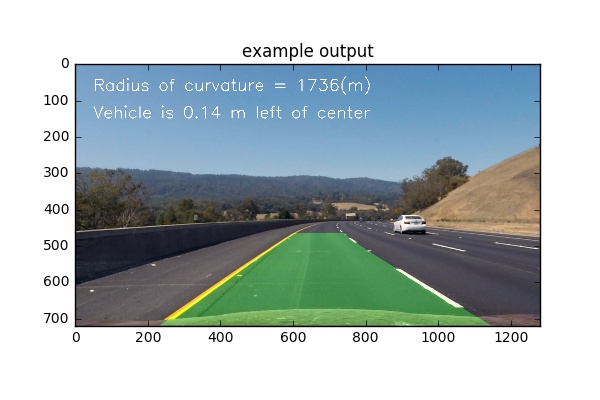 example output
Radius of curvature = 1736(m)
Vehicle is 0.14 m left of center
0
100
200
300
400
500
600
700
0 200 400 600 800 1000 1200